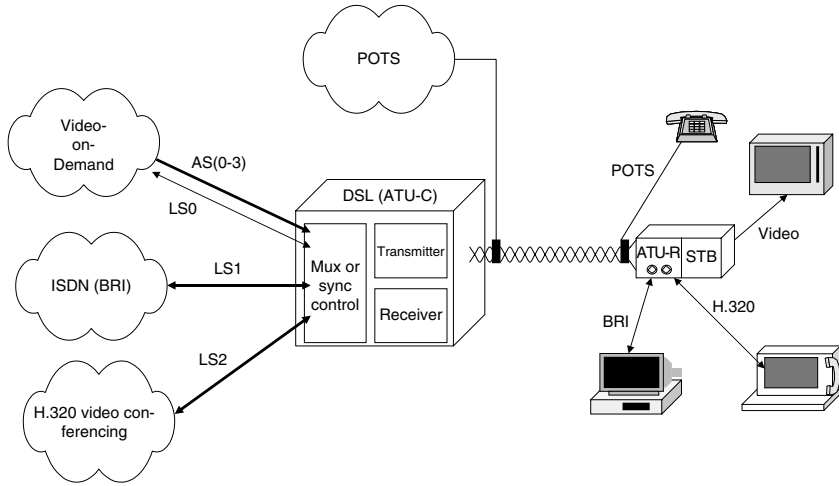 POTS
Video-
on-
Demand
AS(0-3)
LS0
DSL (ATU-C)
Mux or
sync
control
Transmitter
Receiver
ISDN (BRI)
LS1
LS2
H.320 video con-
ferencing
POTS
ATU-R
STB
Video
BRI
H.320